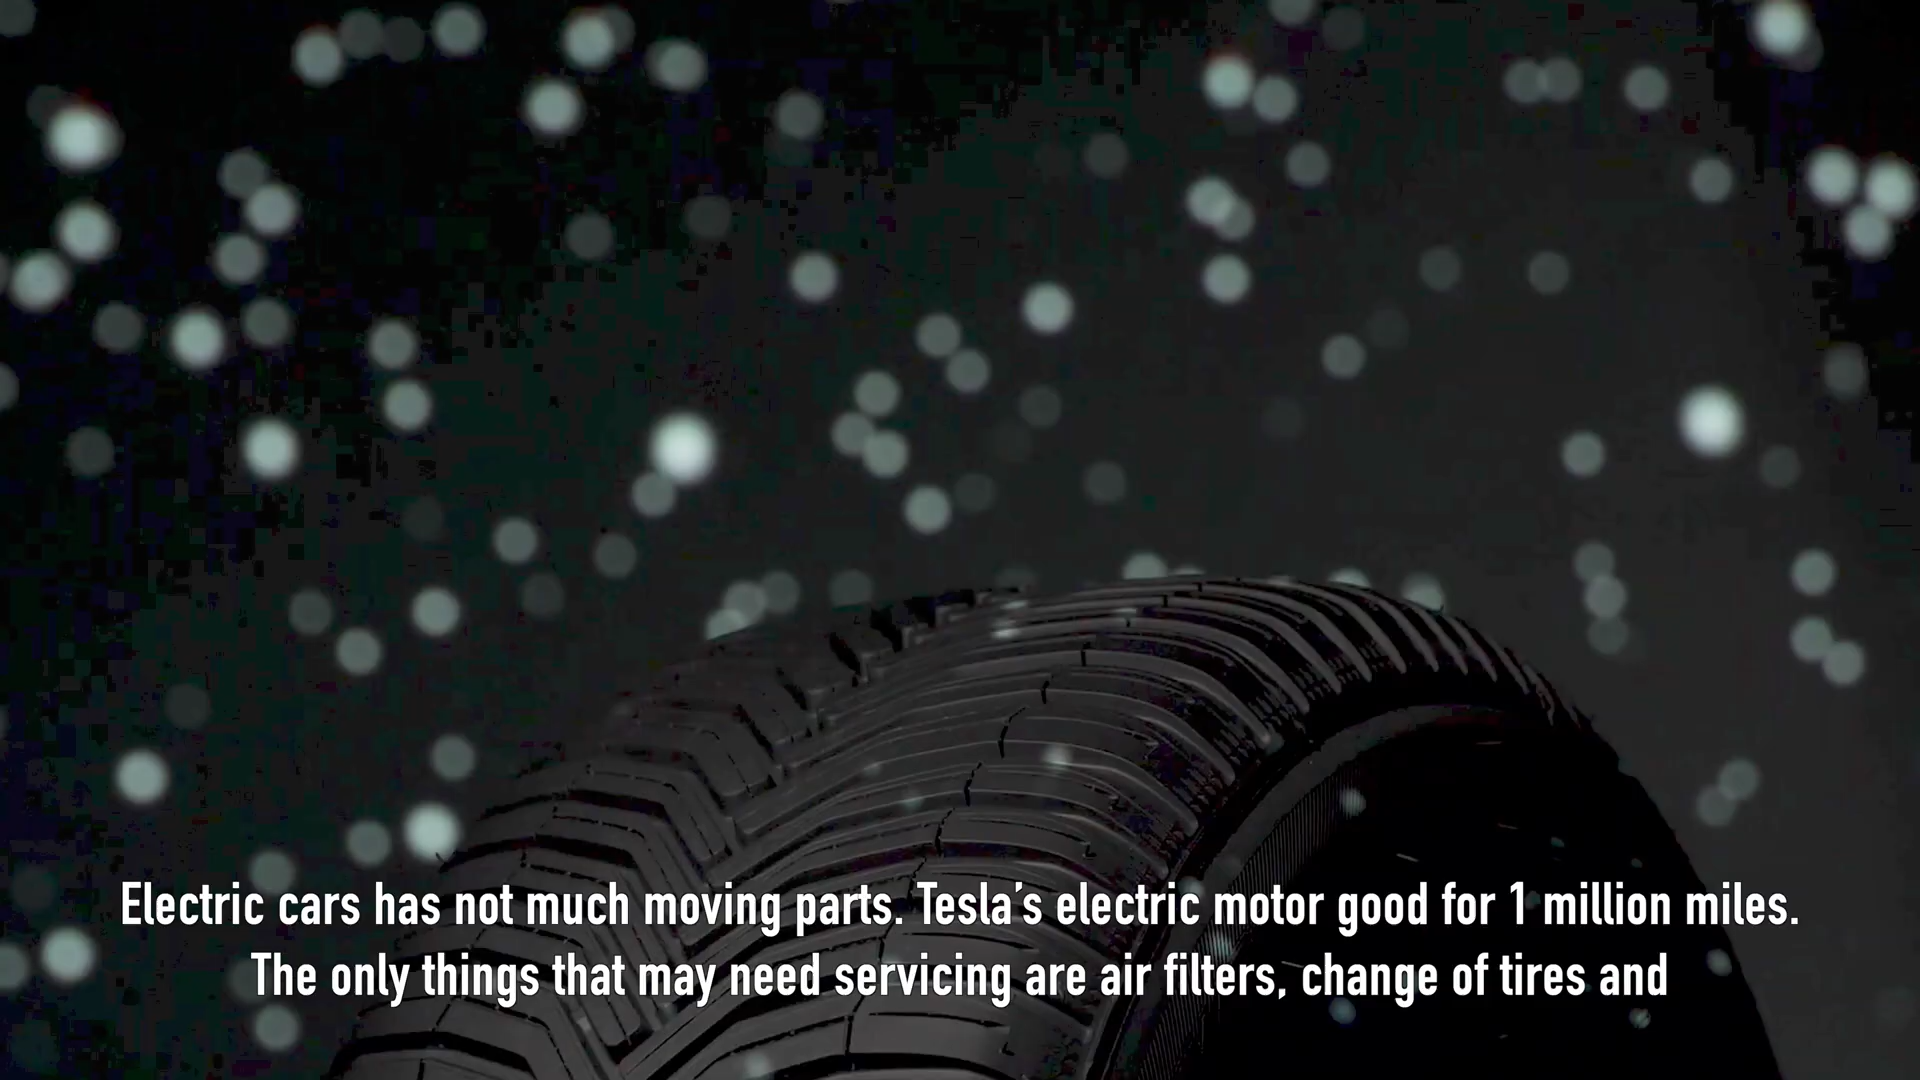 Electric cars has not much moving parts. Tesla’s electric motor good for 1 million miles.
The only things that may need servicing are air filters, change of tires and